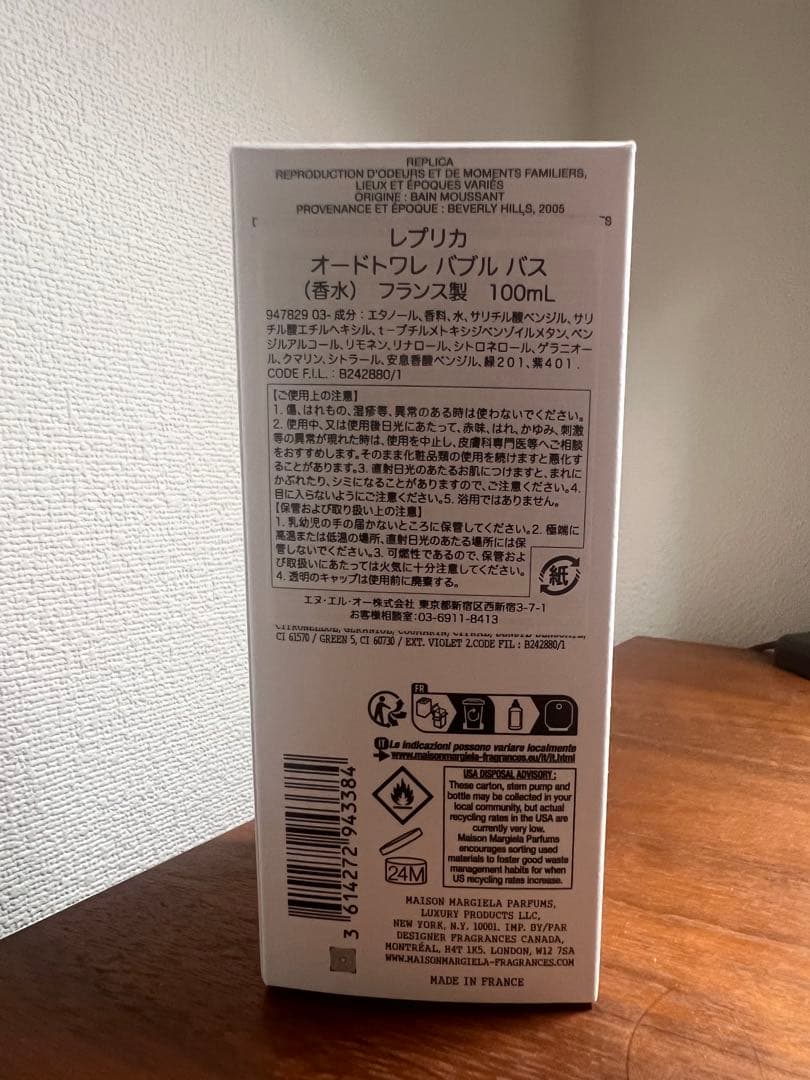 REPLICA
REPRODUCTION D'ODEURS ET DE MOMENTS FAMILIERS,
LIEUX ET ÉPOQUES VARIÉS
ORIGINE : BAIN MOUSSANT
PROVENANCE ET ÉPOQUE : BEVERLY HILLS, 2005
レプリカ
オードトワレ バブル バス
（香水） フランス製 100mL
947829 03- 成分：エタノール、香料、水、サリチル酸ベンジル、サリ
チル酸エチルヘキシル、t－ブチルメトキシジベンゾイルメタン、ベン
ジルアルコール、リモネン、リナロール、シトロネロール、ゲラニオー
ル、クマリン、シトラール、安息香酸ベンジル、緑201、紫401.
CODE F.I.L. : B242880/1
【ご使用上の注意】
1. 傷、はれもの、湿疹等、異常のある時は使わないでください。
2. 使用中、又は使用後日光にあたって、赤味、はれ、かゆみ、刺激
等の異常が現れた時は、使用を中止し、皮膚科専門医等へご相談
をおすすめします。そのまま化粧品類の使用を続けますと悪化す
ることがあります。3. 直射日光のあたるお肌につけますと、まれに
かぶれたり、シミになることがありますので、ご注意ください。4.
目に入らないようにご注意ください。5. 浴用ではありません。
【保管および取り扱い上の注意】
1. 乳幼児の手の届かないところに保管してください。2. 極端に
高温または低温の場所、直射日光のあたる場所には保
管しないでください。3. 可燃性であるので、保管およ
び取扱いにあたっては火気に十分注意してください。
4. 透明のキャップは使用前に廃棄する。
紙
エヌ・エル・オー株式会社 東京都新宿区西新宿3-7-1
お客様相談室：03-6911-8413
CITRONELLOL, GERANIOL, COUMARIN, CITRAL, BENZYL BENZOATE,
CI 61570 / GREEN 5, CI 60730 / EXT. VIOLET 2.CODE FIL : B242880/1
FR
IT Le indicazioni possono variare localmente
www.maisonmargiela-fragrances.eu/it/it.html
USA DISPOSAL ADVISORY :
These carton, stem pump and
bottle may be collected in your
local community, but actual
recycling rates in the USA are
currently very low.
Maison Margiela Parfums
encourages sorting used
materials to foster good waste
management habits for when
US recycling rates increase.
24M
3 614272 943384
MAISON MARGIELA PARFUMS,
LUXURY PRODUCTS LLC,
NEW YORK, N.Y. 10001. IMP. BY/PAR
DESIGNER FRAGRANCES CANADA,
MONTRÉAL, H4T 1K5. LONDON, W12 7SA
WWW.MAISONMARGIELA-FRAGRANCES.COM
MADE IN FRANCE